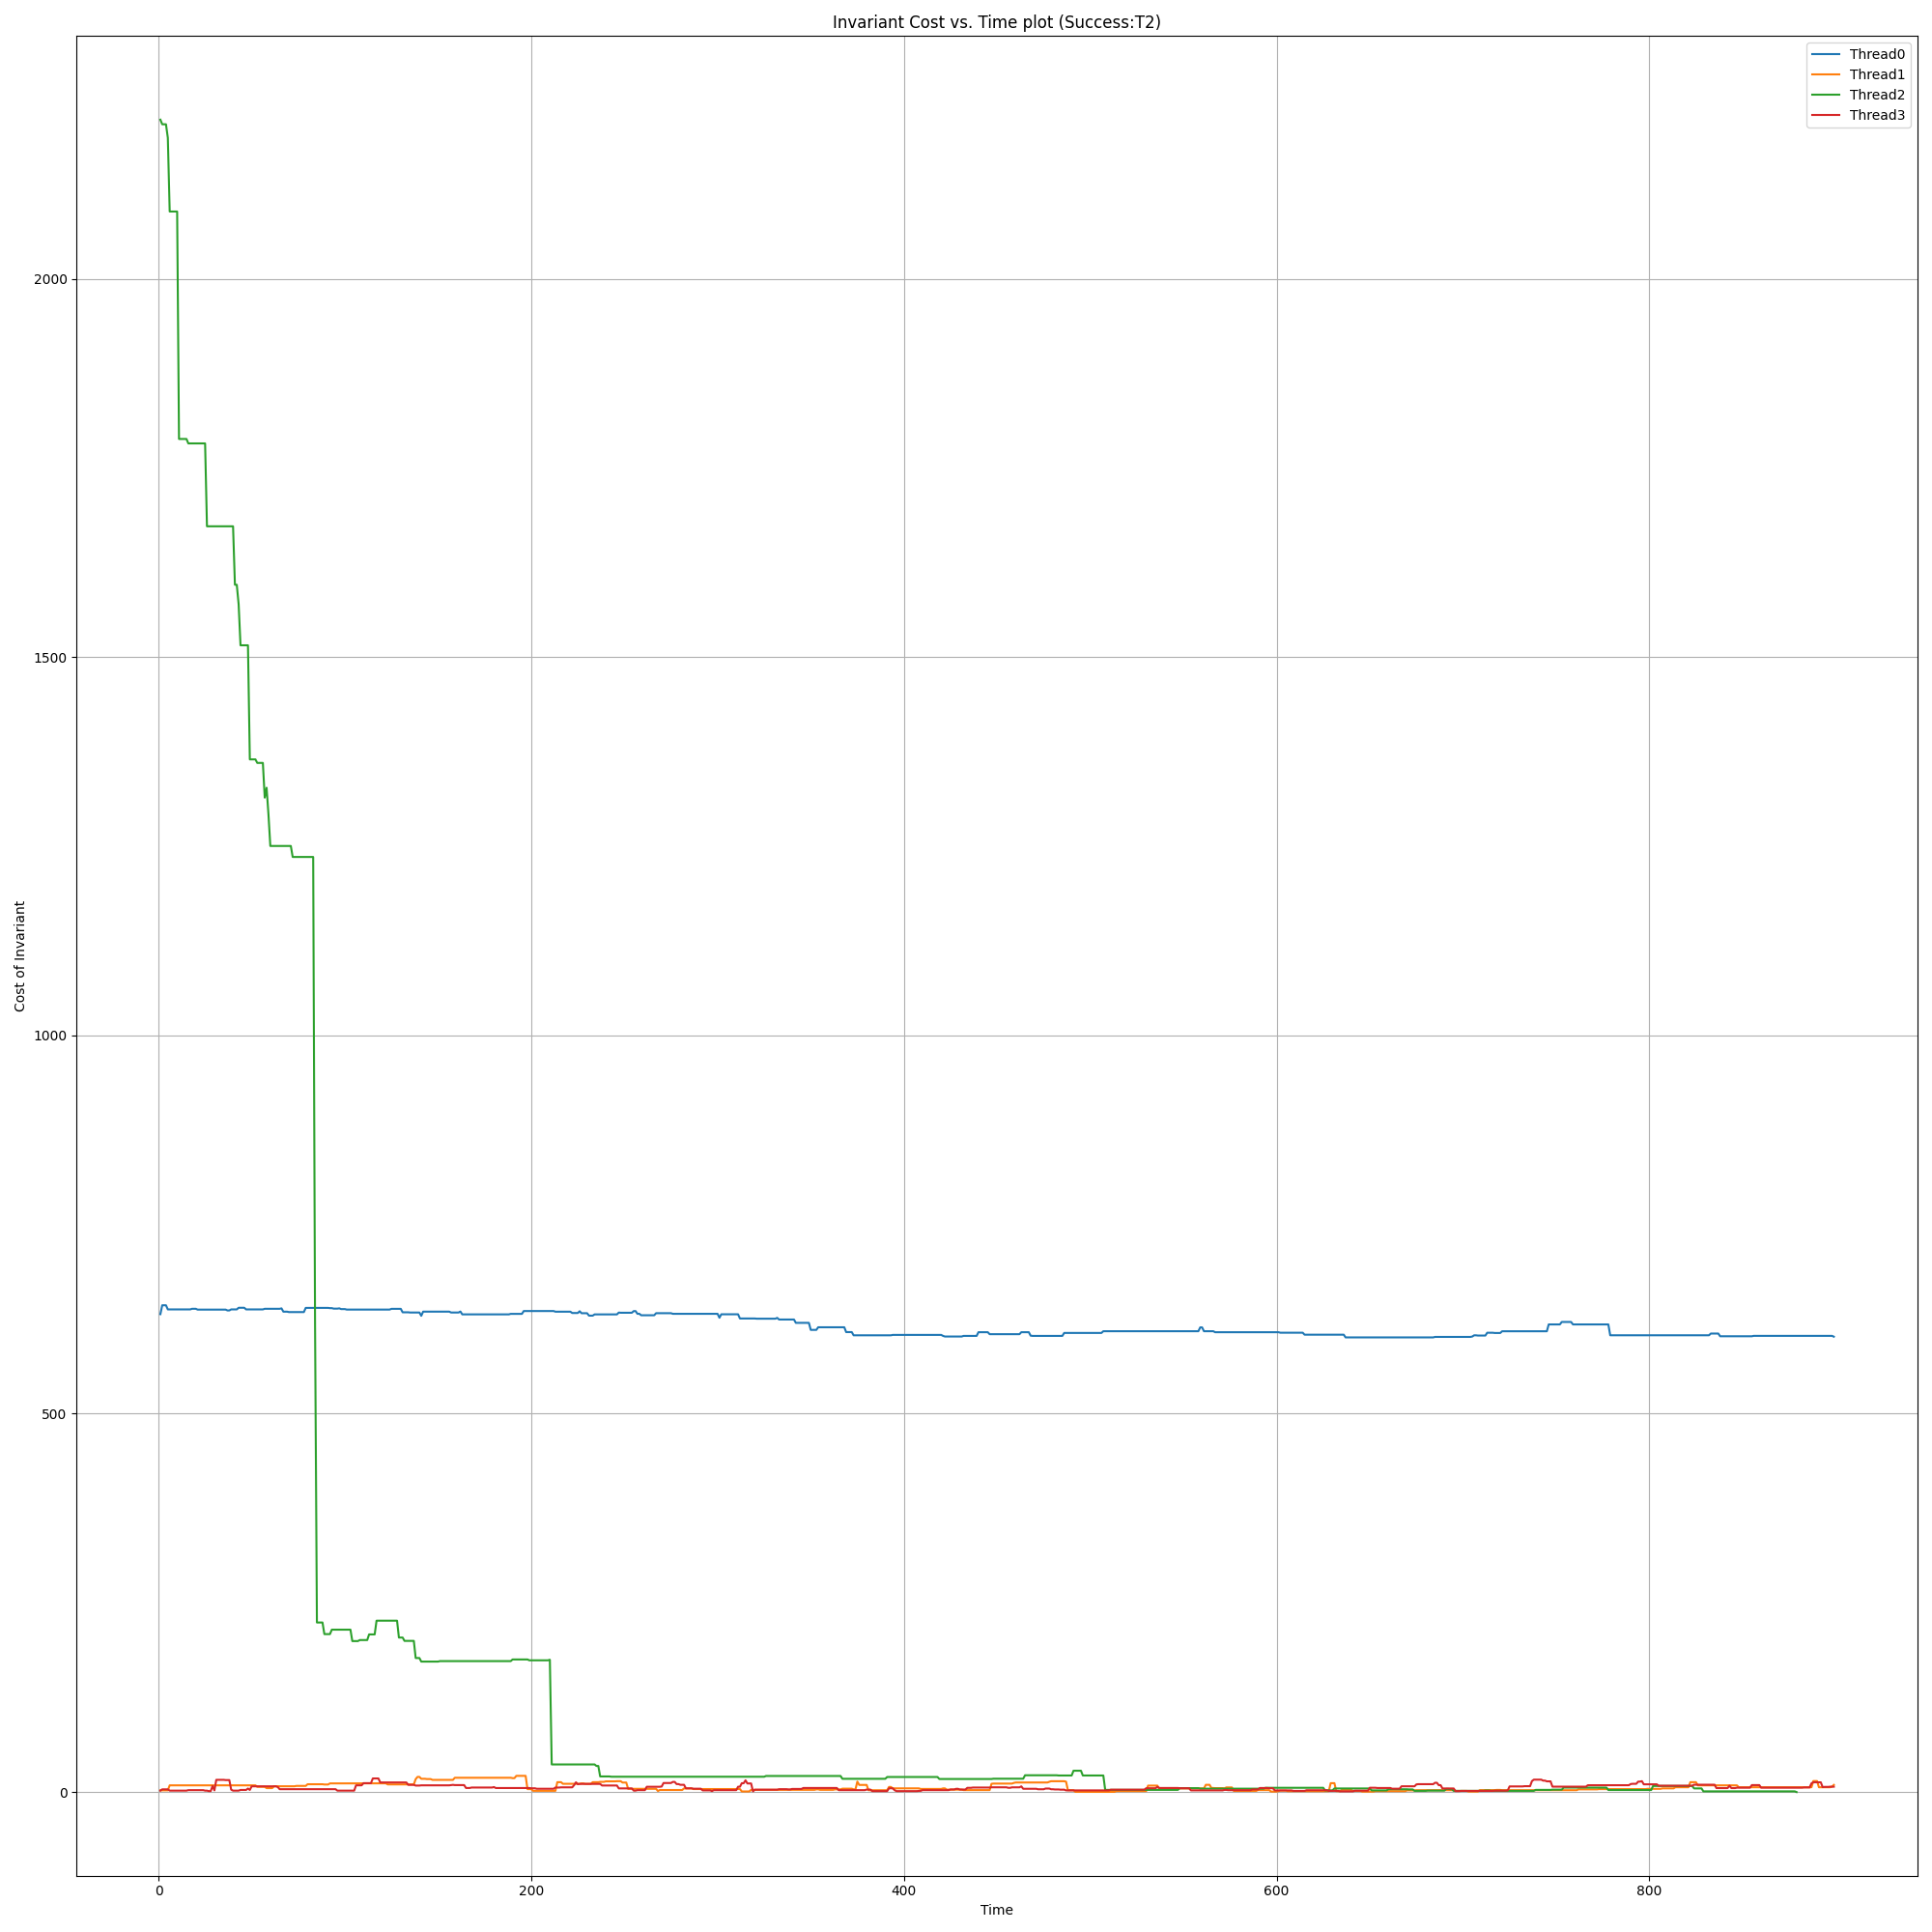 Invariant Cost vs. Time plot (Success:T2)
Thread0
Thread1
Thread2
Thread3
2000
1500
1000
500
0
Cost of Invariant
0 200 400 600 800
Time